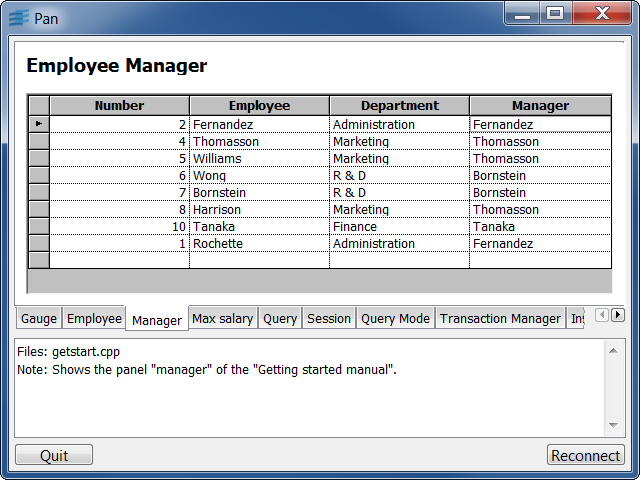 Pan
Employee Manager
Number Employee Department Manager
2 Fernandez Administration Fernandez
4 Thomasson Marketing Thomasson
5 Williams Marketing Thomasson
6 Wong R & D Bornstein
7 Bornstein R & D Bornstein
8 Harrison Marketing Thomasson
10 Tanaka Finance Tanaka
1 Rochette Administration Fernandez
Gauge Employee Manager Max salary Query Session Query Mode Transaction Manager
Files: getstart.cpp
Note: Shows the panel "manager" of the "Getting started manual".
Quit Reconnect